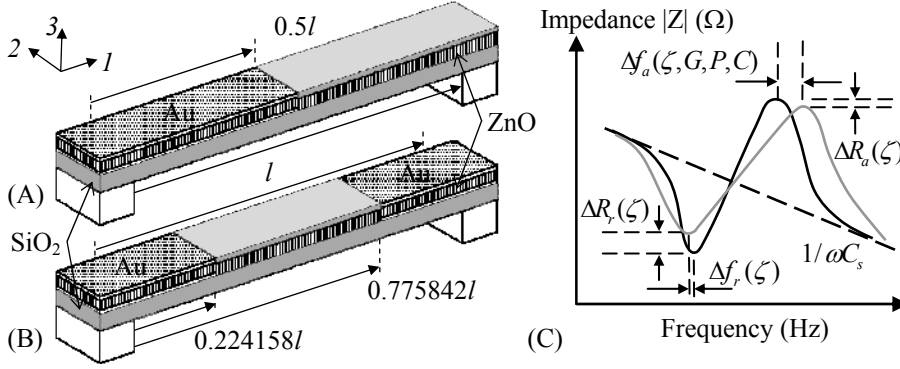 3
2
1
0.5l
Au
ZnO
(A)
l
Au
SiO2
Au
0.775842l
(B)
0.224158l
Impedance |Z| (Ω)
Δfa(ζ, G, P, C)
ΔRa(ζ)
ΔRr(ζ)
1/ωCs
Δfr(ζ)
(C)
Frequency (Hz)